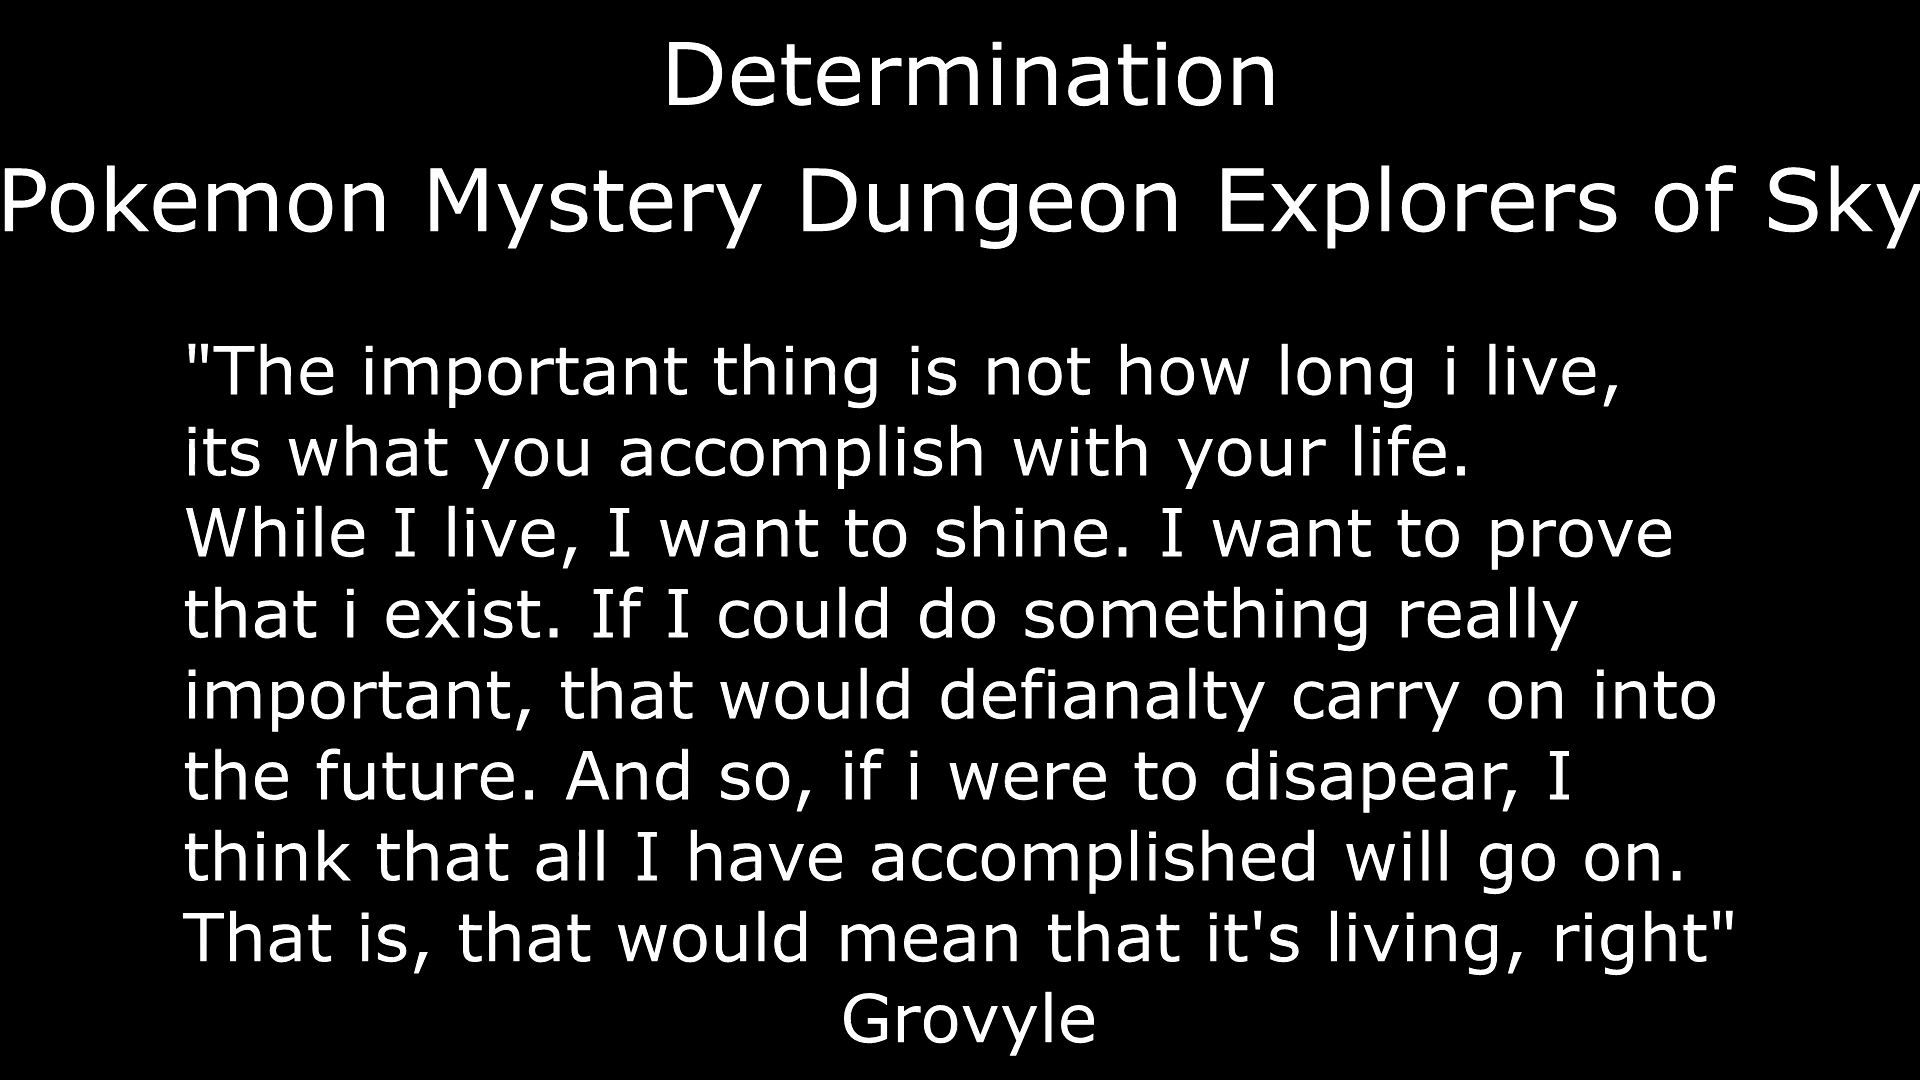 Determination
Pokemon Mystery Dungeon Explorers of Sky
"The important thing is not how long i live,
its what you accomplish with your life.
While I live, I want to shine. I want to prove
that i exist. If I could do something really
important, that would defianalty carry on into
the future. And so, if i were to disapear, I
think that all I have accomplished will go on.
That is, that would mean that it's living, right"
Grovyle